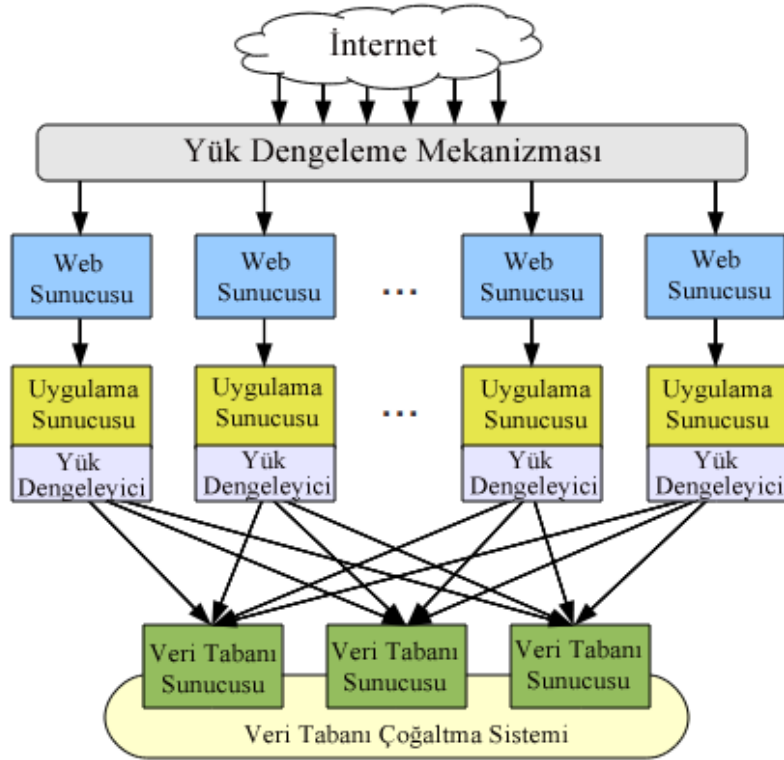 İnternet
Yük Dengeleme Mekanizması
Web
Sunucusu
Web
Sunucusu
...
Web
Sunucusu
Web
Sunucusu
Uygulama
Sunucusu
Uygulama
Sunucusu
...
Uygulama
Sunucusu
Uygulama
Sunucusu
Yük
Dengeleyici
Yük
Dengeleyici
Yük
Dengeleyici
Yük
Dengeleyici
Veri Tabanı
Sunucusu
Veri Tabanı
Sunucusu
Veri Tabanı
Sunucusu
Veri Tabanı Çoğaltma Sistemi